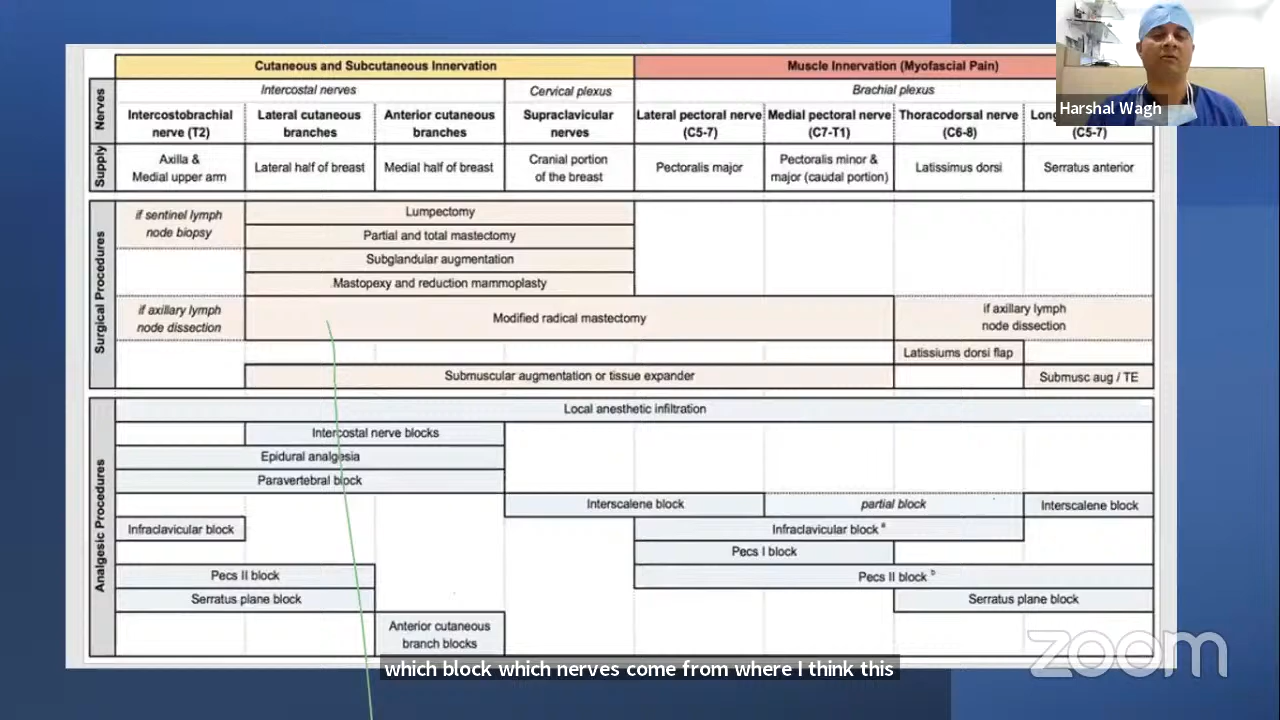 Cutaneous and Subcutaneous Innervation
Muscle Innervation (Myofascial Pain)
Harshal Wagh
Nerves
Intercostal nerves
Cervical plexus
Brachial plexus
Intercostobrachial
nerve (T2)
Lateral cutaneous
branches
Anterior cutaneous
branches
Supraclavicular
nerves
Lateral pectoral nerve
(C5-7)
Medial pectoral nerve
(C7-T1)
Thoracodorsal nerve
(C6-8)
Long
(C5-7)
Supply
Axilla &
Medial upper arm
Lateral half of breast
Medial half of breast
Cranial portion
of the breast
Pectoralis major
Pectoralis minor &
major (caudal portion)
Latissimus dorsi
Serratus anterior
Surgical Procedures
if sentinel lymph
node biopsy
Lumpectomy
Partial and total mastectomy
Subglandular augmentation
Mastopexy and reduction mammoplasty
if axillary lymph
node dissection
Modified radical mastectomy
if axillary lymph
node dissection
Latissiums dorsi flap
Submuscular augmentation or tissue expander
Submusc aug / TE
Analgesic Procedures
Local anesthetic infiltration
Intercostal nerve blocks
Epidural analgesia
Paravertebral block
Interscalene block
partial block
Interscalene block
Infraclavicular block
Infraclavicular block a
Pecs I block
Pecs II block
Pecs II block b
Serratus plane block
Serratus plane block
Anterior cutaneous
branch blocks
zoom
which block which nerves come from where I think this